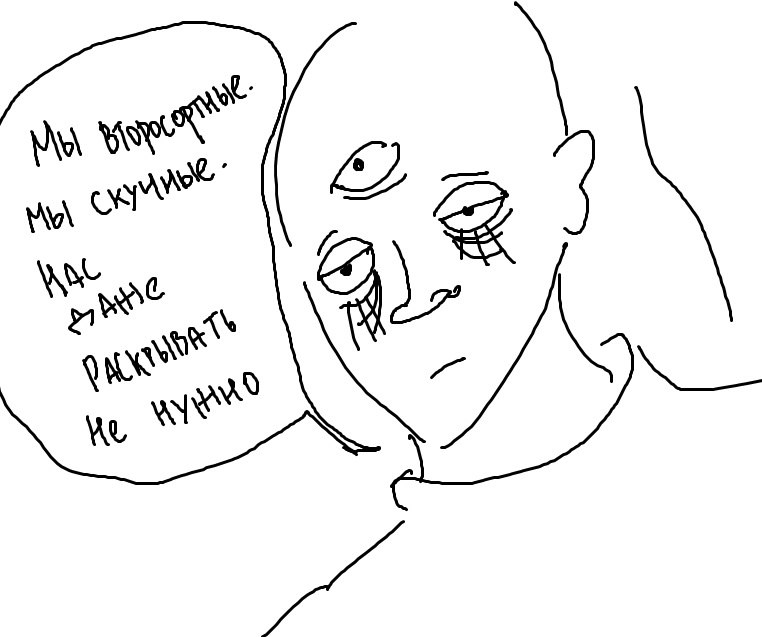 Мы второсортные.
Мы скучные.
Нас
даже
раскрывать
не нужно